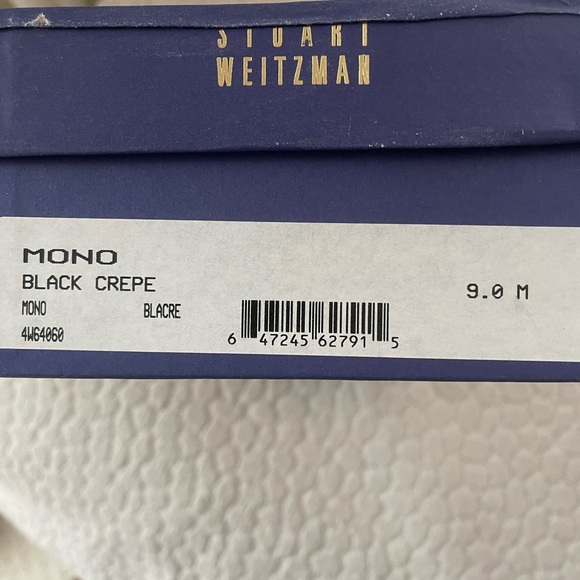 STUART
WEITZMAN
MONO
BLACK CREPE
9.0 M
MONO BLACRE
4W64060
6 47245 62791 5